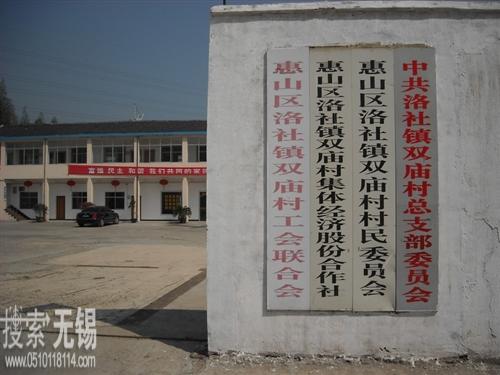 中共洛社镇双庙村总支部委员会
惠山区洛社镇双庙村村民委员会
惠山区洛社镇双庙村集体经济股份合作社
惠山区洛社镇双庙村工会联合会
富强 民主 和谐 我们共同的家园
搜索无锡
www.0510118114.com